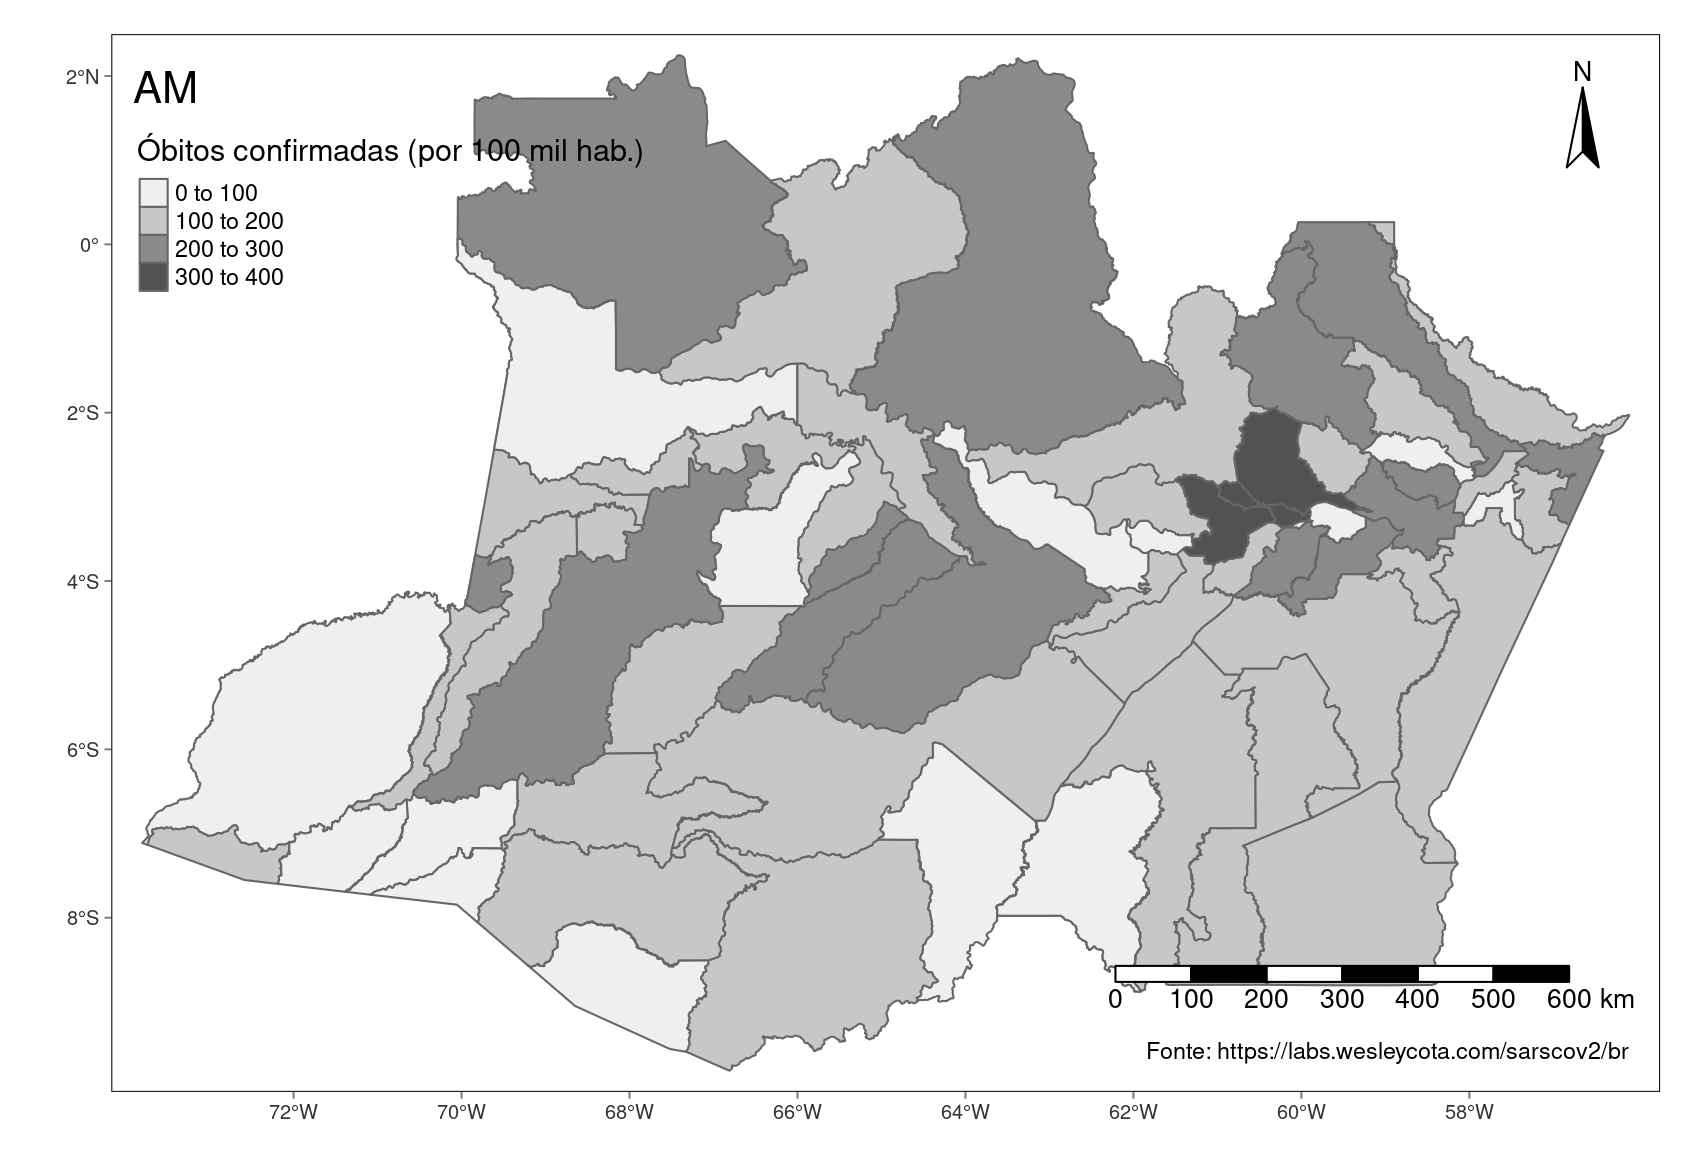 2°N
0°
2°S
4°S
6°S
8°S
AM
N
Óbitos confirmadas (por 100 mil hab.)
0 to 100
100 to 200
200 to 300
300 to 400
0 100 200 300 400 500 600 km
Fonte: https://labs.wesleycota.com/sarscov2/br
72°W 70°W 68°W 66°W 64°W 62°W 60°W 58°W